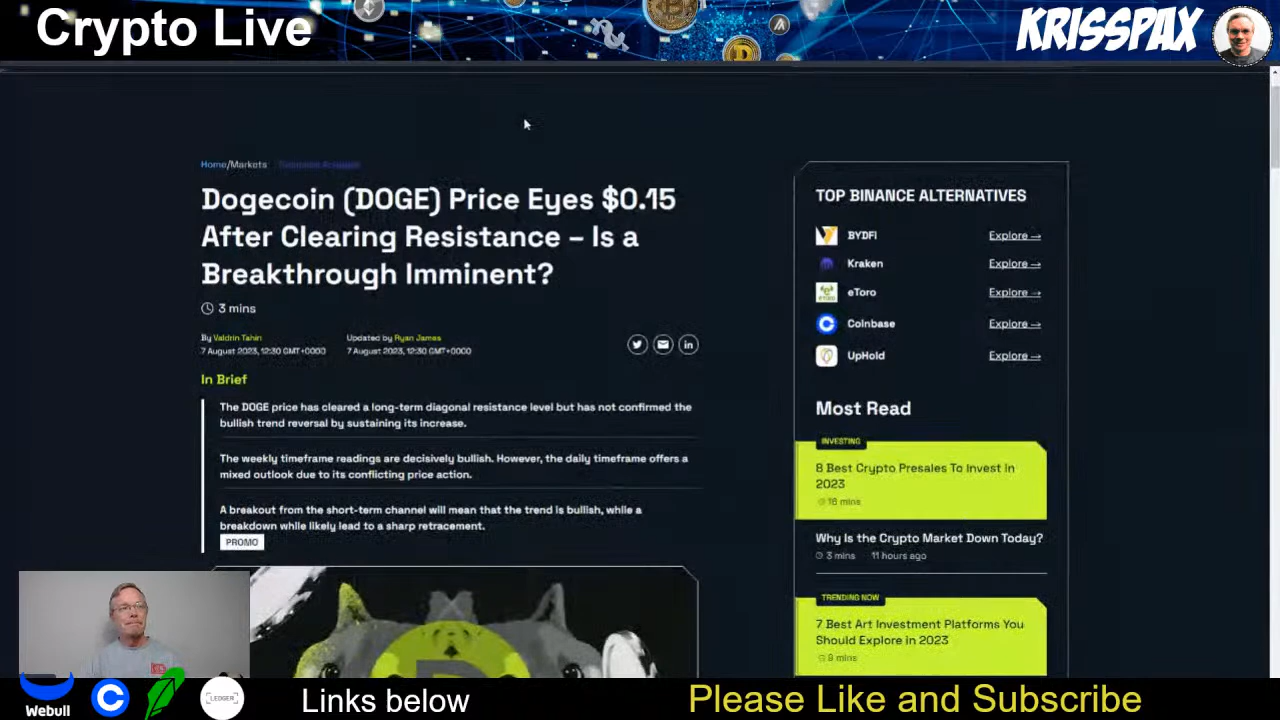 Crypto Live
KRISSPAX
Home/Markets
Dogecoin (DOGE) Price Eyes $0.15
After Clearing Resistance – Is a
Breakthrough Imminent?
3 mins
By Valdrin Tahiri
7 August 2023, 12:30 GMT+0000
Updated by Ryan James
7 August 2023, 12:30 GMT+0000
In Brief
The DOGE price has cleared a long-term diagonal resistance level but has not confirmed the
bullish trend reversal by sustaining its increase.
The weekly timeframe readings are decisively bullish. However, the daily timeframe offers a
mixed outlook due to its conflicting price action.
A breakout from the short-term channel will mean that the trend is bullish, while a
breakdown while likely lead to a sharp retracement.
PROMO
TOP BINANCE ALTERNATIVES
BYDFi Explore →
Kraken Explore →
eToro Explore →
Coinbase Explore →
UpHold Explore →
Most Read
INVESTING
8 Best Crypto Presales To Invest in
2023
16 mins
Why Is the Crypto Market Down Today?
3 mins 11 hours ago
TRENDING NOW
7 Best Art Investment Platforms You
Should Explore in 2023
9 mins
Webull
LEDGER
Links below
Please Like and Subscribe